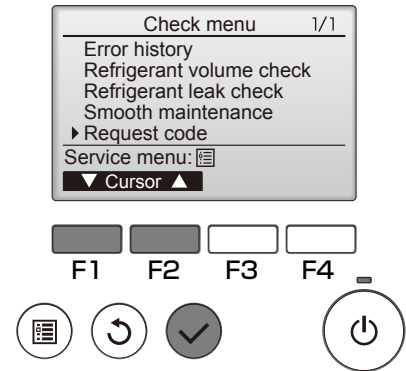 Check menu 1/1
Error history
Refrigerant volume check
Refrigerant leak check
Smooth maintenance
Request code
Service menu:
Cursor
F1 F2 F3 F4